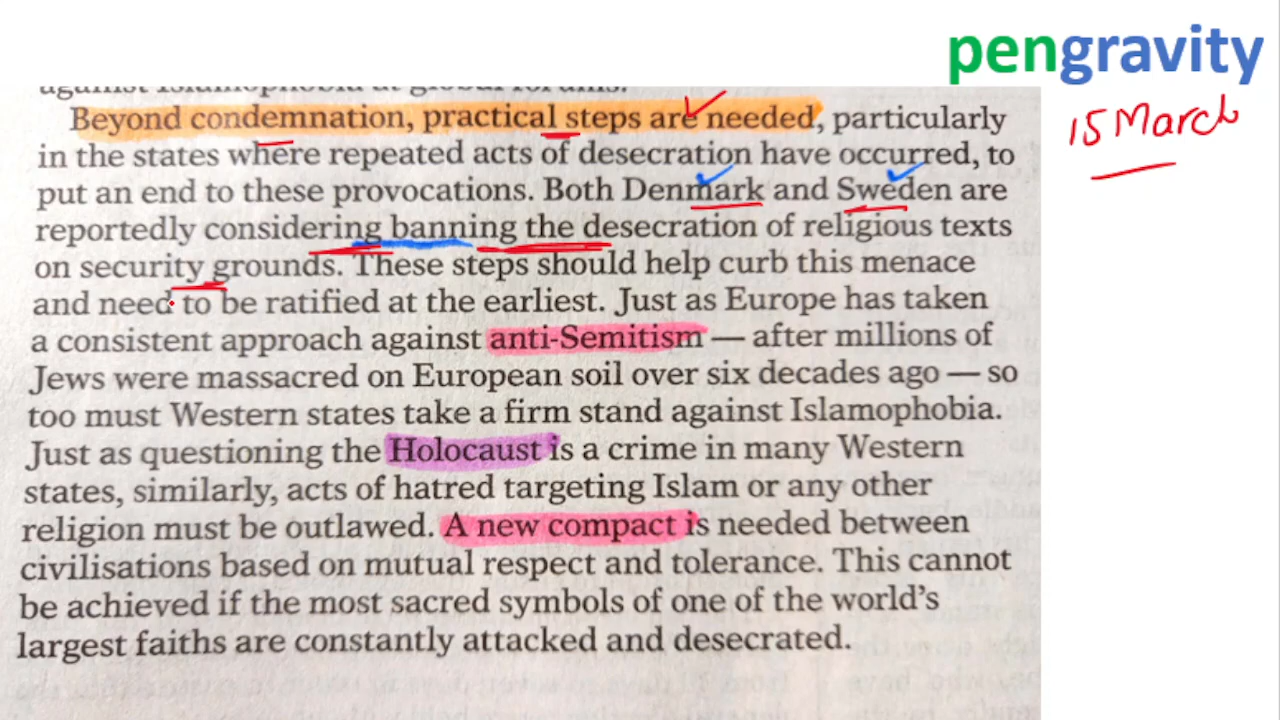 pengravity
15 March
against Islamophobia at global forums.
Beyond condemnation, practical steps are needed, particularly
in the states where repeated acts of desecration have occurred, to
put an end to these provocations. Both Denmark and Sweden are
reportedly considering banning the desecration of religious texts
on security grounds. These steps should help curb this menace
and need to be ratified at the earliest. Just as Europe has taken
a consistent approach against anti-Semitism — after millions of
Jews were massacred on European soil over six decades ago — so
too must Western states take a firm stand against Islamophobia.
Just as questioning the Holocaust is a crime in many Western
states, similarly, acts of hatred targeting Islam or any other
religion must be outlawed. A new compact is needed between
civilisations based on mutual respect and tolerance. This cannot
be achieved if the most sacred symbols of one of the world's
largest faiths are constantly attacked and desecrated.